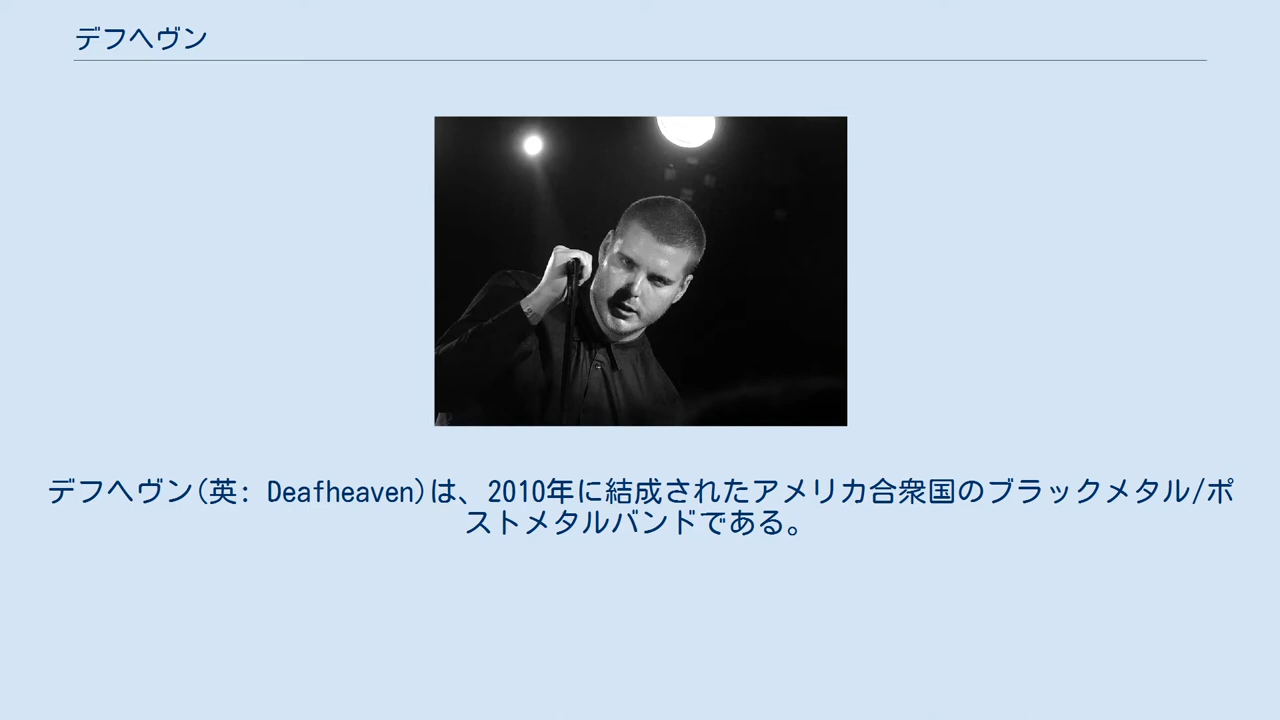 デフヘヴン
デフヘヴン(英: Deafheaven)は、2010年に結成されたアメリカ合衆国のブラックメタル/ポ
ストメタルバンドである。